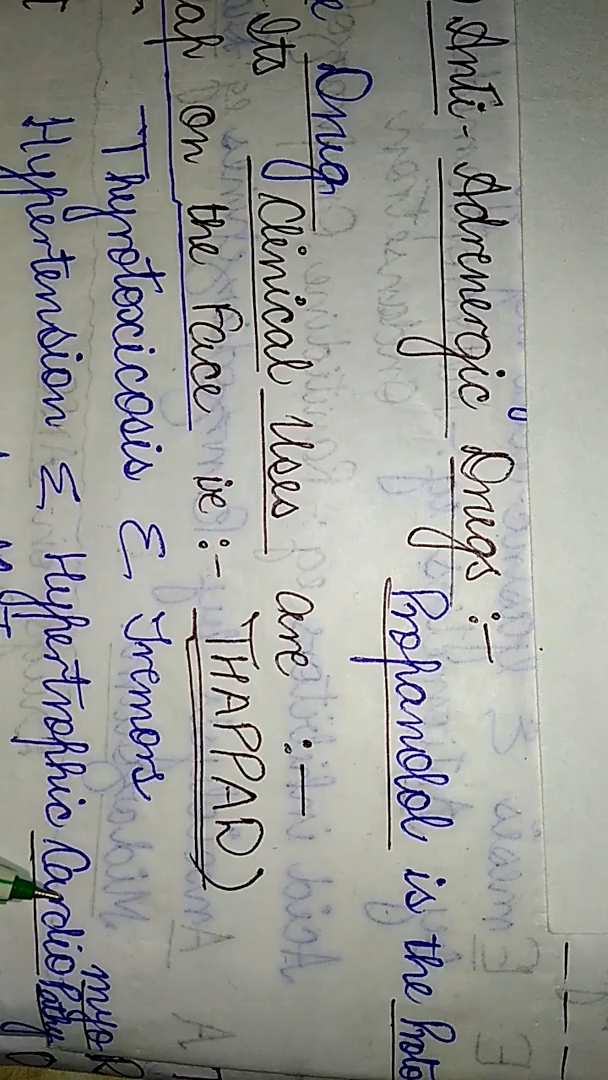 Anti-Adrenergic Drugs :-
Propanolol is the Proto
Drug
Its Clinical Uses are :-
on the Face ie :- THAPPAD)
Thyrotoxicosis & Tremors
Hypertension & Hypertrophic Cardiomyopathy